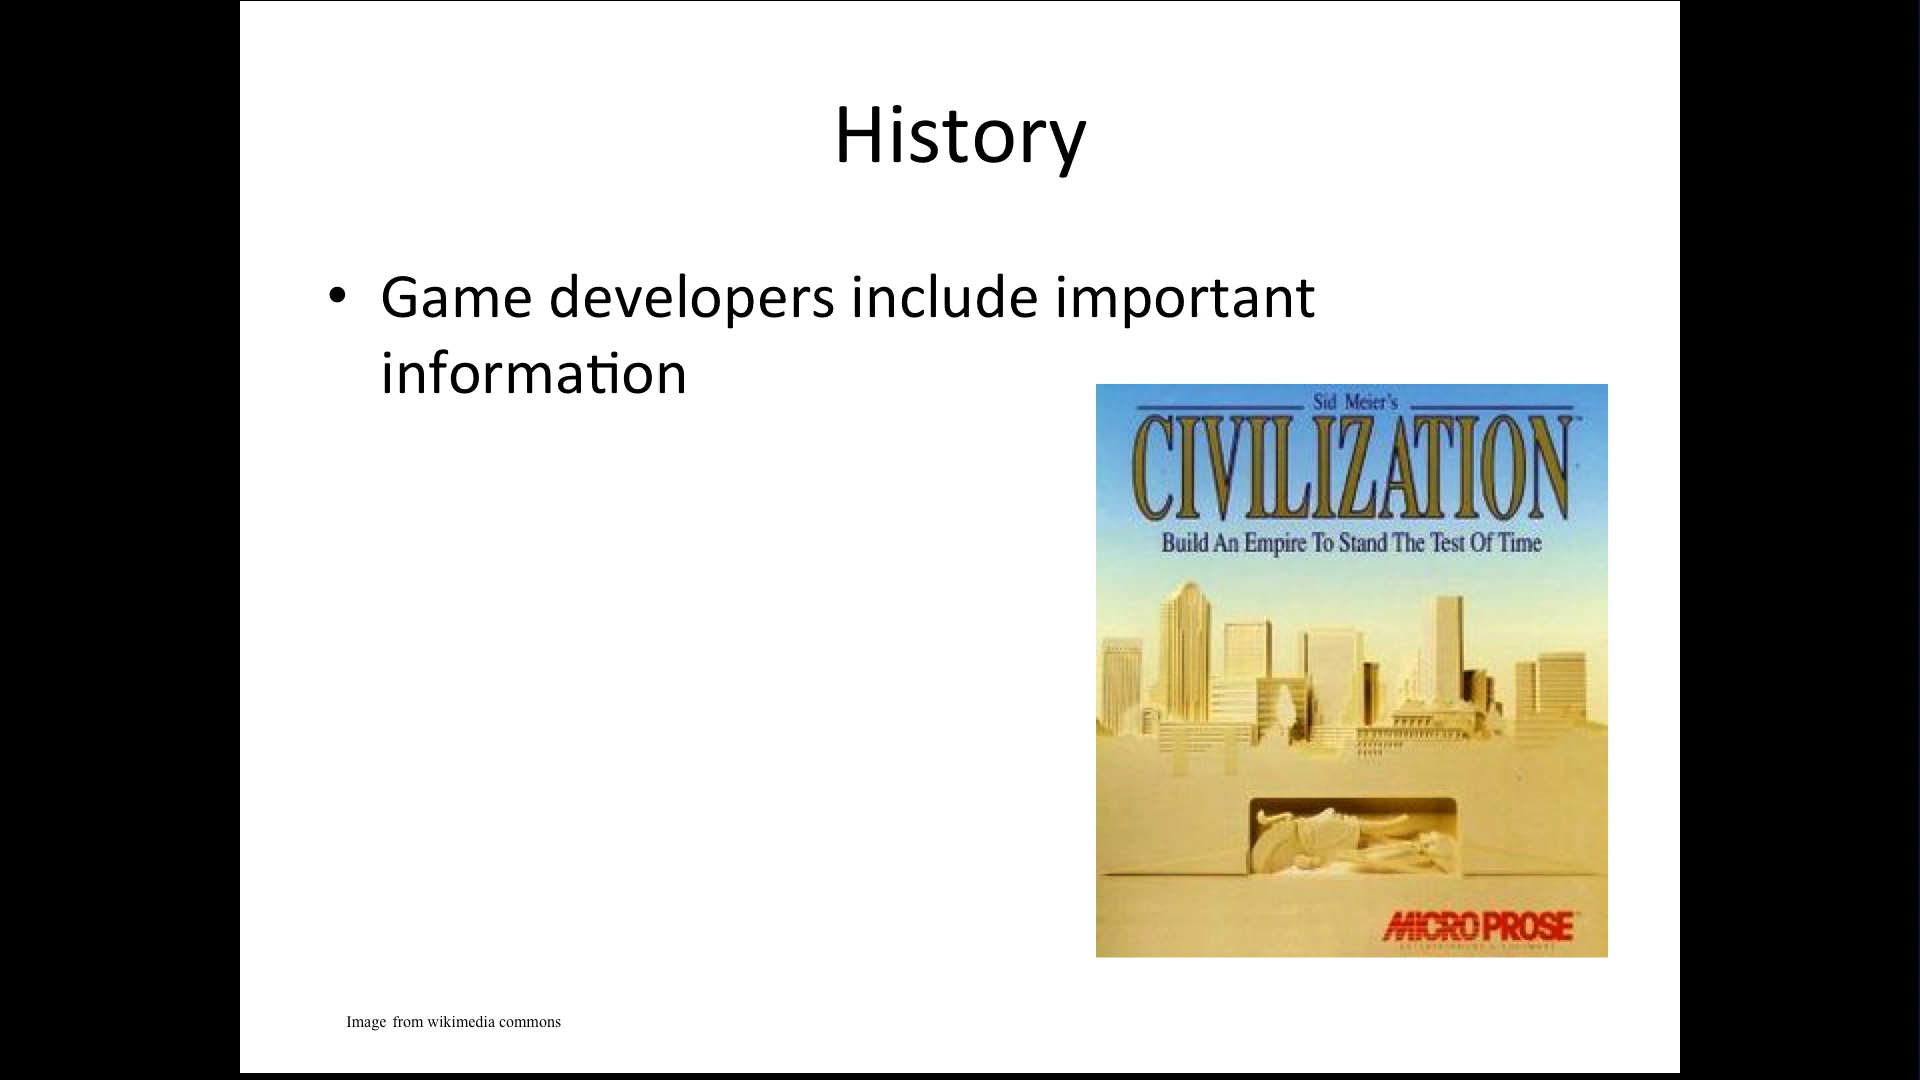 History
• Game developers include important
information
Sid Meier's
CIVILIZATION
Build An Empire To Stand The Test Of Time
MICROPROSE
Image from wikimedia commons